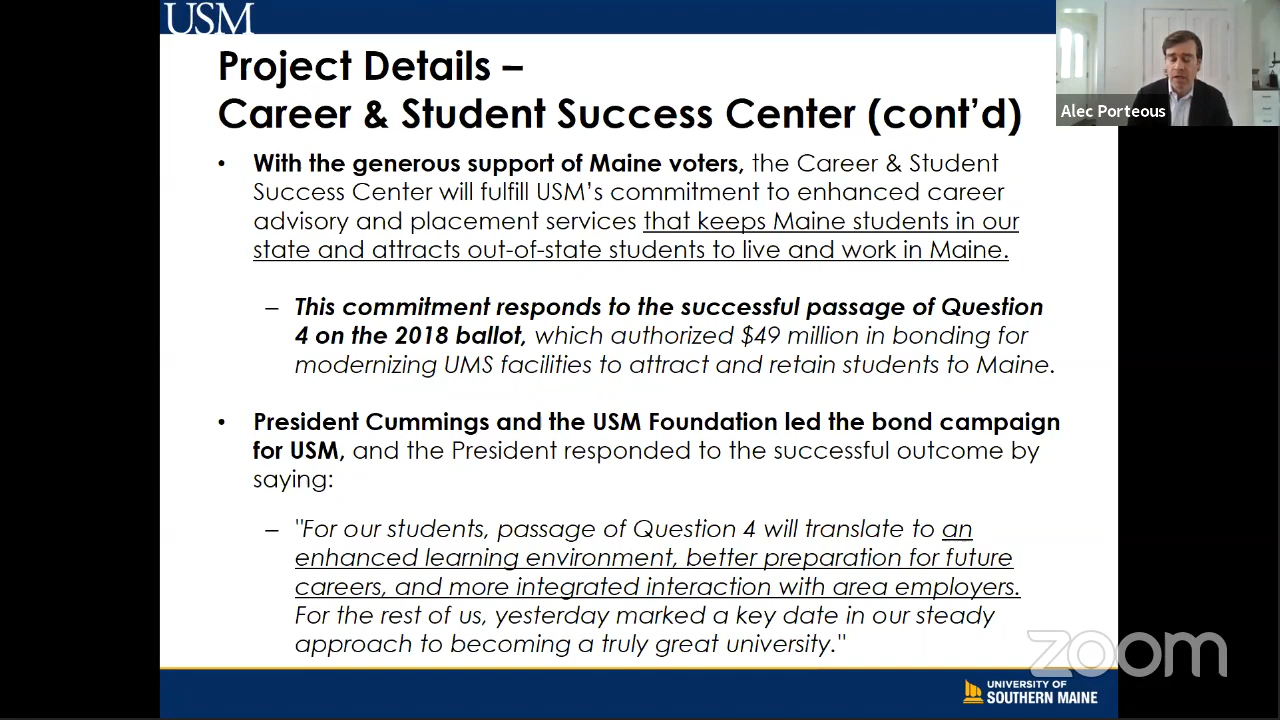 USM
Project Details –
Career & Student Success Center (cont’d)
• With the generous support of Maine voters, the Career & Student
Success Center will fulfill USM’s commitment to enhanced career
advisory and placement services that keeps Maine students in our
state and attracts out-of-state students to live and work in Maine.
– This commitment responds to the successful passage of Question
4 on the 2018 ballot, which authorized $49 million in bonding for
modernizing UMS facilities to attract and retain students to Maine.
• President Cummings and the USM Foundation led the bond campaign
for USM, and the President responded to the successful outcome by
saying:
– "For our students, passage of Question 4 will translate to an
enhanced learning environment, better preparation for future
careers, and more integrated interaction with area employers.
For the rest of us, yesterday marked a key date in our steady
approach to becoming a truly great university."
UNIVERSITY OF
SOUTHERN MAINE
Alec Porteous
zoom